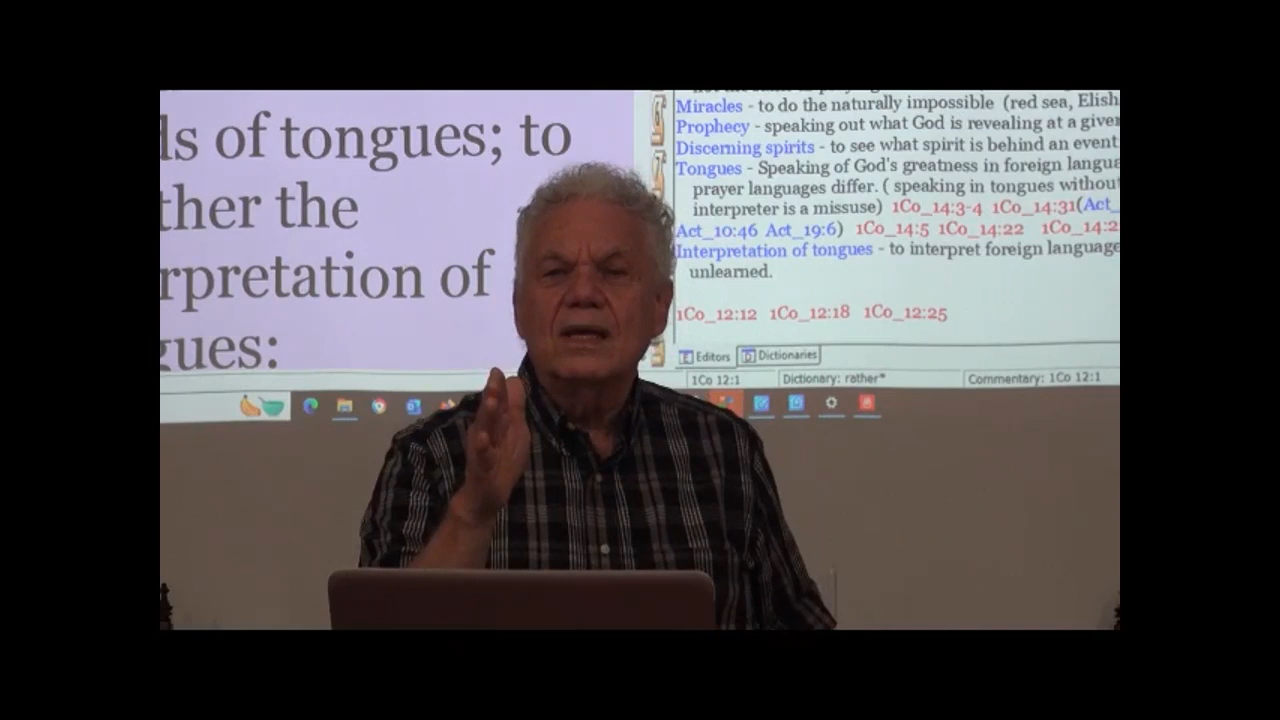 ds of tongues; to
ther the
rpretation of
gues:
Miracles - to do the naturally impossible (red sea, Elish
Prophecy - speaking out what God is revealing at a given
Discerning spirits - to see what spirit is behind an event
Tongues - Speaking of God's greatness in foreign langua
prayer languages differ. ( speaking in tongues without
interpreter is a missuse) 1Co_14:3-4 1Co_14:31(Act_
Act_10:46 Act_19:6) 1Co_14:5 1Co_14:22 1Co_14:2
Interpretation of tongues - to interpret foreign language
unlearned.
1Co_12:12 1Co_12:18 1Co_12:25
Editors Dictionaries
1Co 12:1 Dictionary: rather* Commentary: 1Co 12:1